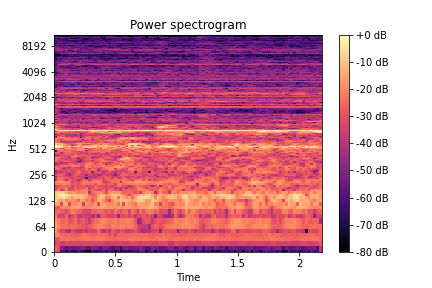 Power spectrogram
Hz
8192
4096
2048
1024
512
256
128
64
0
0
0.5
1
1.5
2
Time
+0 dB
-10 dB
-20 dB
-30 dB
-40 dB
-50 dB
-60 dB
-70 dB
-80 dB